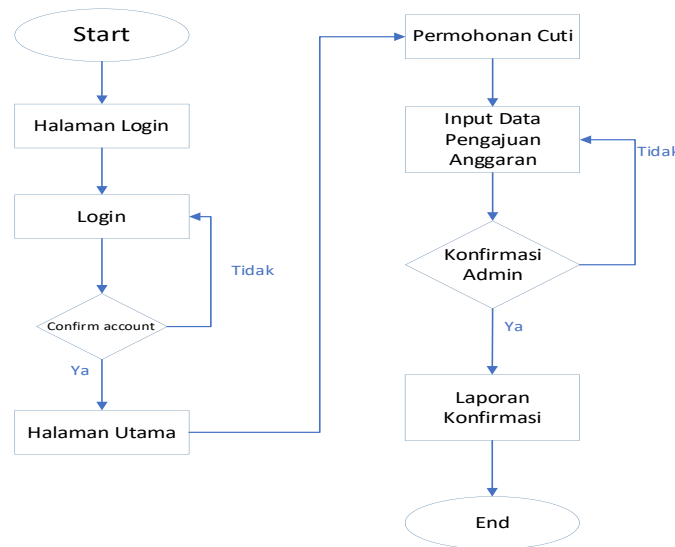 Start
Halaman Login
Login
Tidak
Confirm account
Ya
Halaman Utama
Permohonan Cuti
Input Data
Pengajuan
Anggaran
Tidak
Konfirmasi
Admin
Ya
Laporan
Konfirmasi
End